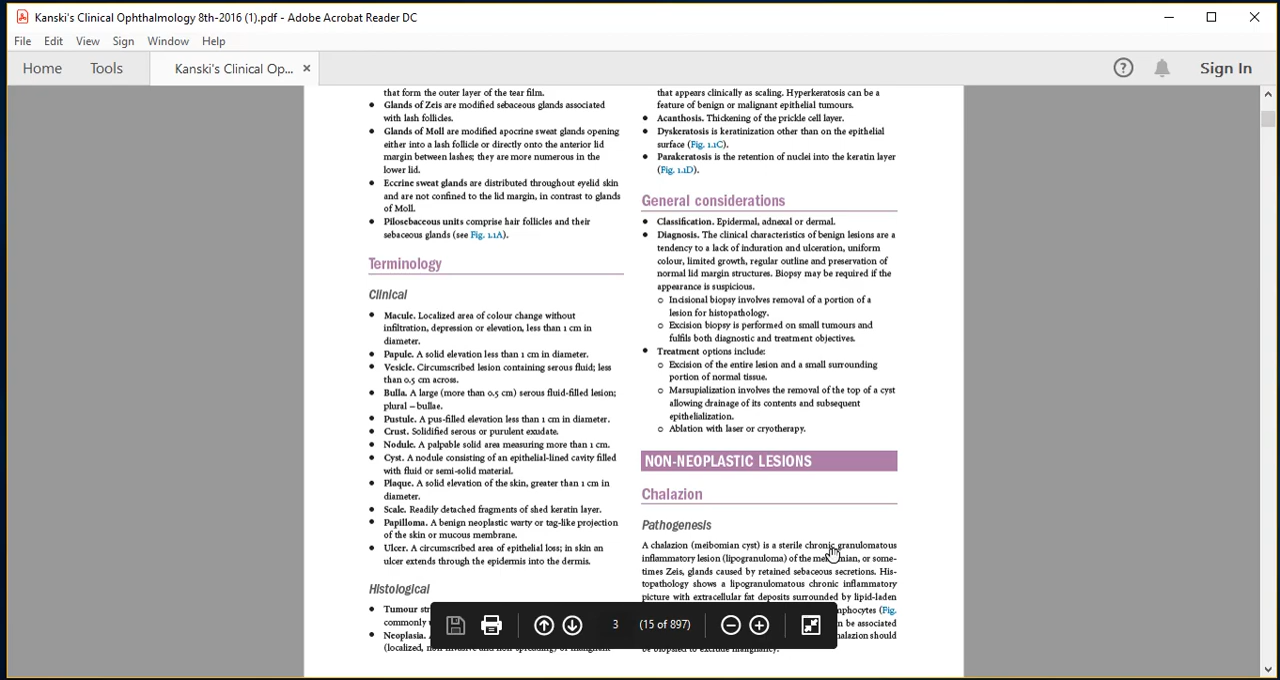 Kanski's Clinical Ophthalmology 8th-2016 (1).pdf - Adobe Acrobat Reader DC
File Edit View Sign Window Help
Home Tools Kanski's Clinical Op... × ? Sign In
that form the outer layer of the tear film.
• Glands of Zeis are modified sebaceous glands associated
with lash follicles.
• Glands of Moll are modified apocrine sweat glands opening
either into a lash follicle or directly onto the anterior lid
margin between lashes; they are more numerous in the
lower lid.
• Eccrine sweat glands are distributed throughout eyelid skin
and are not confined to the lid margin, in contrast to glands
of Moll.
• Pilosebaceous units comprise hair follicles and their
sebaceous glands (see Fig. 1.1A).
Terminology
Clinical
• Macule. Localized area of colour change without
infiltration, depression or elevation, less than 1 cm in
diameter.
• Papule. A solid elevation less than 1 cm in diameter.
• Vesicle. Circumscribed lesion containing serous fluid; less
than 0.5 cm across.
• Bulla. A large (more than 0.5 cm) serous fluid-filled lesion;
plural – bullae.
• Pustule. A pus-filled elevation less than 1 cm in diameter.
• Crust. Solidified serous or purulent exudate.
• Nodule. A palpable solid area measuring more than 1 cm.
• Cyst. A nodule consisting of an epithelial-lined cavity filled
with fluid or semi-solid material.
• Plaque. A solid elevation of the skin, greater than 1 cm in
diameter.
• Scale. Readily detached fragments of shed keratin layer.
• Papilloma. A benign neoplastic warty or tag-like projection
of the skin or mucous membrane.
• Ulcer. A circumscribed area of epithelial loss; in skin an
ulcer extends through the epidermis into the dermis.
Histological
• Tumour
commonly
• Neoplasia.
(localized,
that appears clinically as scaling. Hyperkeratosis can be a
feature of benign or malignant epithelial tumours.
• Acanthosis. Thickening of the prickle cell layer.
• Dyskeratosis is keratinization other than on the epithelial
surface (Fig. 1.1C).
• Parakeratosis is the retention of nuclei into the keratin layer
(Fig. 1.1D).
General considerations
• Classification. Epidermal, adnexal or dermal.
• Diagnosis. The clinical characteristics of benign lesions are a
tendency to a lack of induration and ulceration, uniform
colour, limited growth, regular outline and preservation of
normal lid margin structures. Biopsy may be required if the
appearance is suspicious.
○ Incisional biopsy involves removal of a portion of a
lesion for histopathology.
○ Excision biopsy is performed on small tumours and
fulfils both diagnostic and treatment objectives.
• Treatment options include:
○ Excision of the entire lesion and a small surrounding
portion of normal tissue.
○ Marsupialization involves the removal of the top of a cyst
allowing drainage of its contents and subsequent
epithelialization.
○ Ablation with laser or cryotherapy.
NON-NEOPLASTIC LESIONS
Chalazion
Pathogenesis
A chalazion (meibomian cyst) is a sterile chronic granulomatous
inflammatory lesion (lipogranuloma) of the meibomian, or some-
times Zeis, glands caused by retained sebaceous secretions. His-
topathology shows a lipogranulomatous chronic inflammatory
picture with extracellular fat deposits surrounded by lipid-laden
(Fig.
be associated
chalazion should
be biopsied to exclude malignancy.
3 (15 of 897)